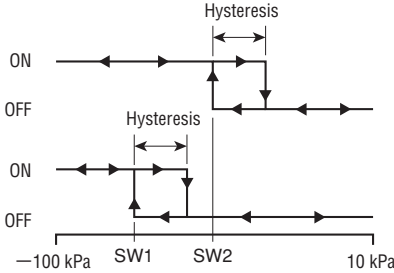 Hysteresis
ON
OFF
Hysteresis
ON
OFF
—100 kPa SW1 SW2 10 kPa